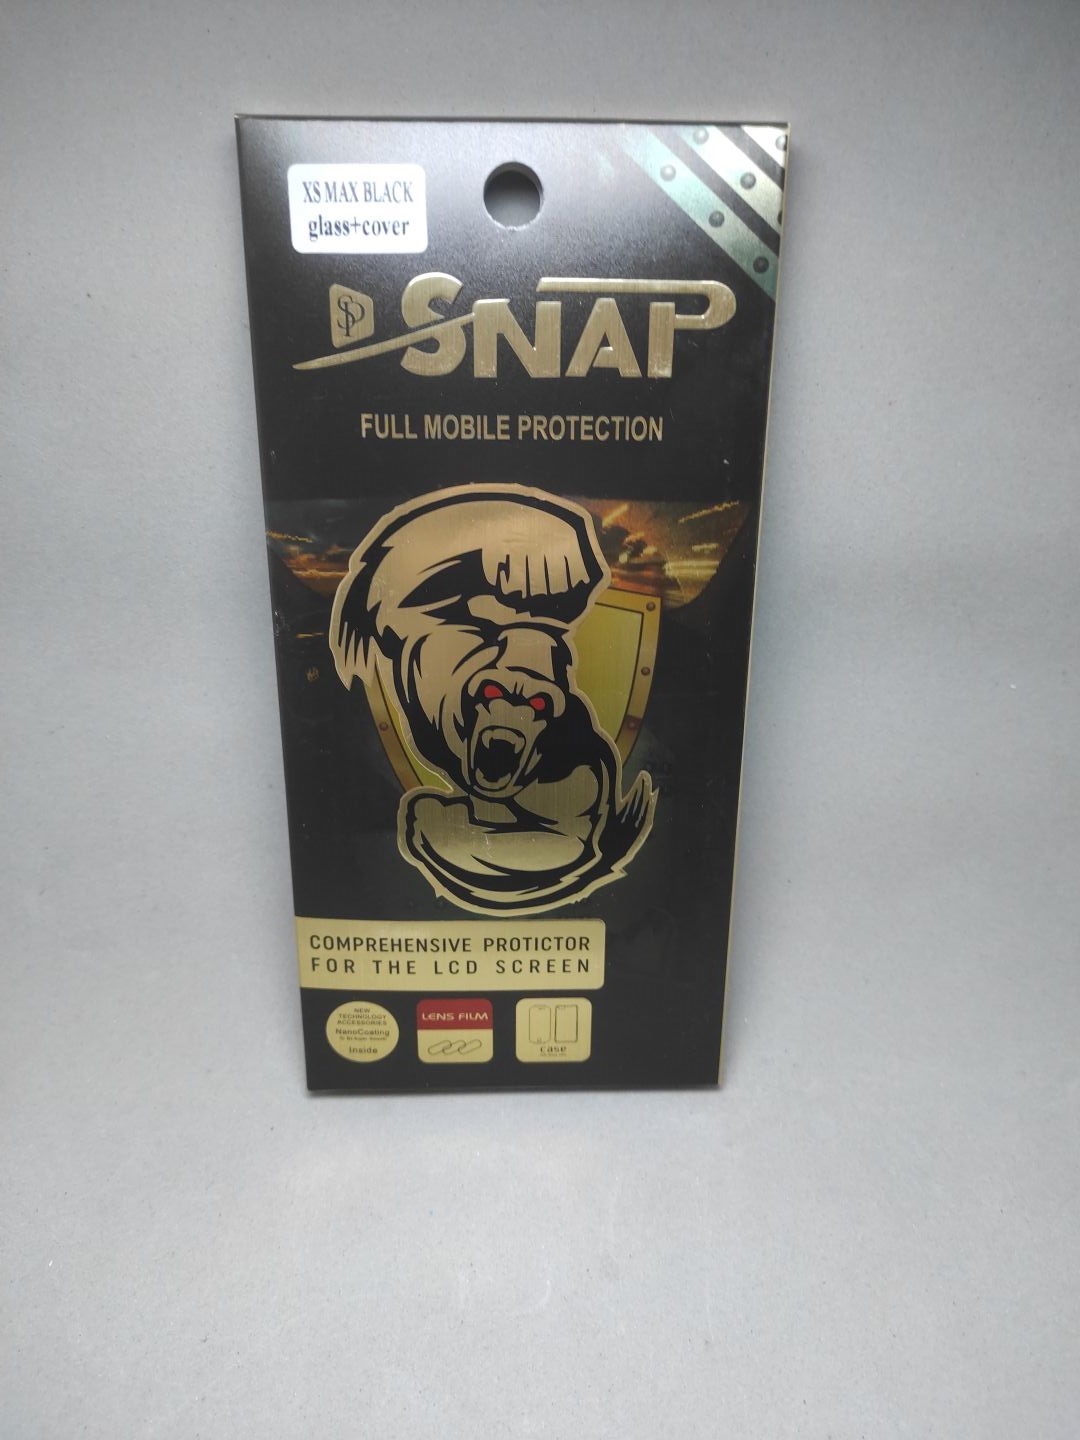 XS MAX BLACK
glass+cover
SP
SNAP
FULL MOBILE PROTECTION
COMPREHENSIVE PROTICTOR
FOR THE LCD SCREEN
NEW
TECHNOLOGY
ACCESSORIES
NanoCoating
Inside
LENS FILM
case